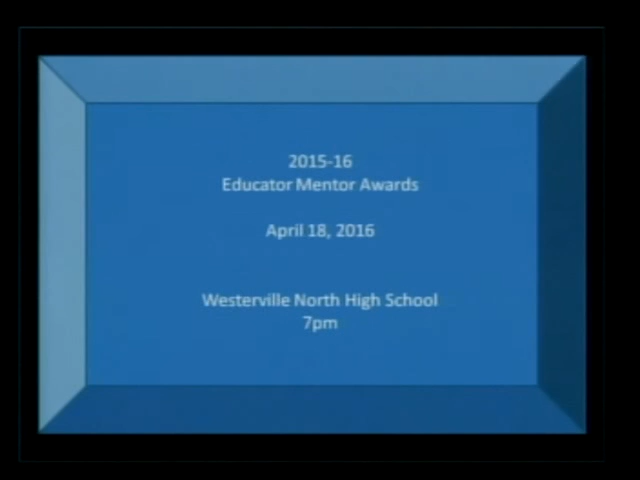 2015-16
Educator Mentor Awards
April 18, 2016
Westerville North High School
7pm